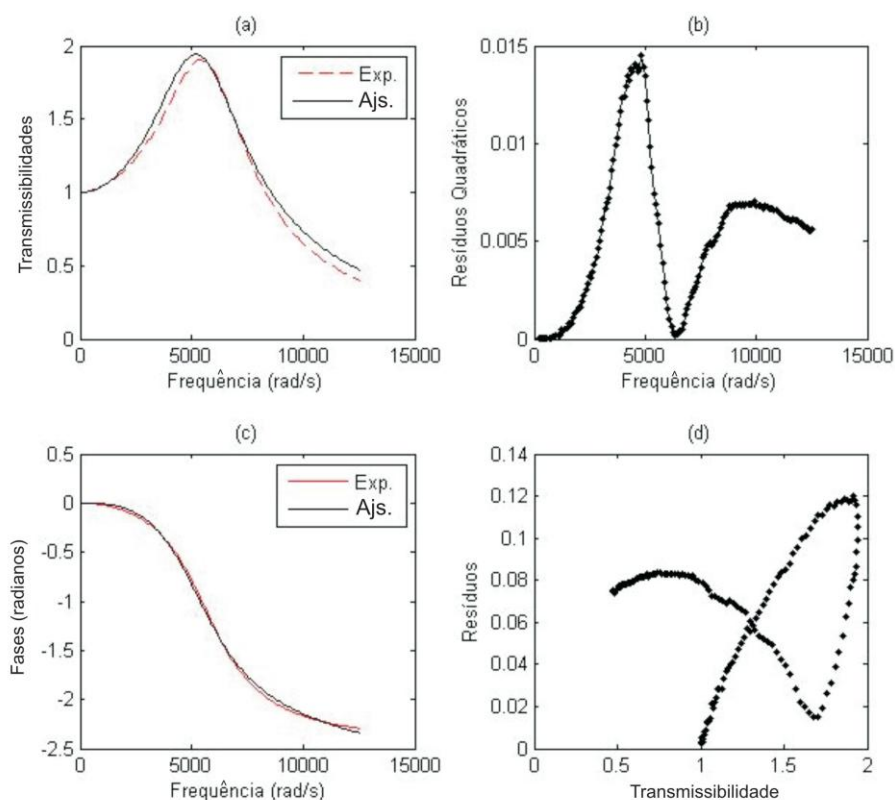 (a)
Transmissibilidades
2
1.5
1
0.5
0
Exp.
Ajs.
0 5000 10000 15000
Frequência (rad/s)
(b)
Resíduos Quadráticos
0.015
0.01
0.005
0
0 5000 10000 15000
Frequência (rad/s)
(c)
Fases (radianos)
0.5
0
-0.5
-1
-1.5
-2
-2.5
Exp.
Ajs.
0 5000 10000 15000
Frequência (rad/s)
(d)
Resíduos
0.14
0.12
0.1
0.08
0.06
0.04
0.02
0
0 0.5 1 1.5 2
Transmissibilidade